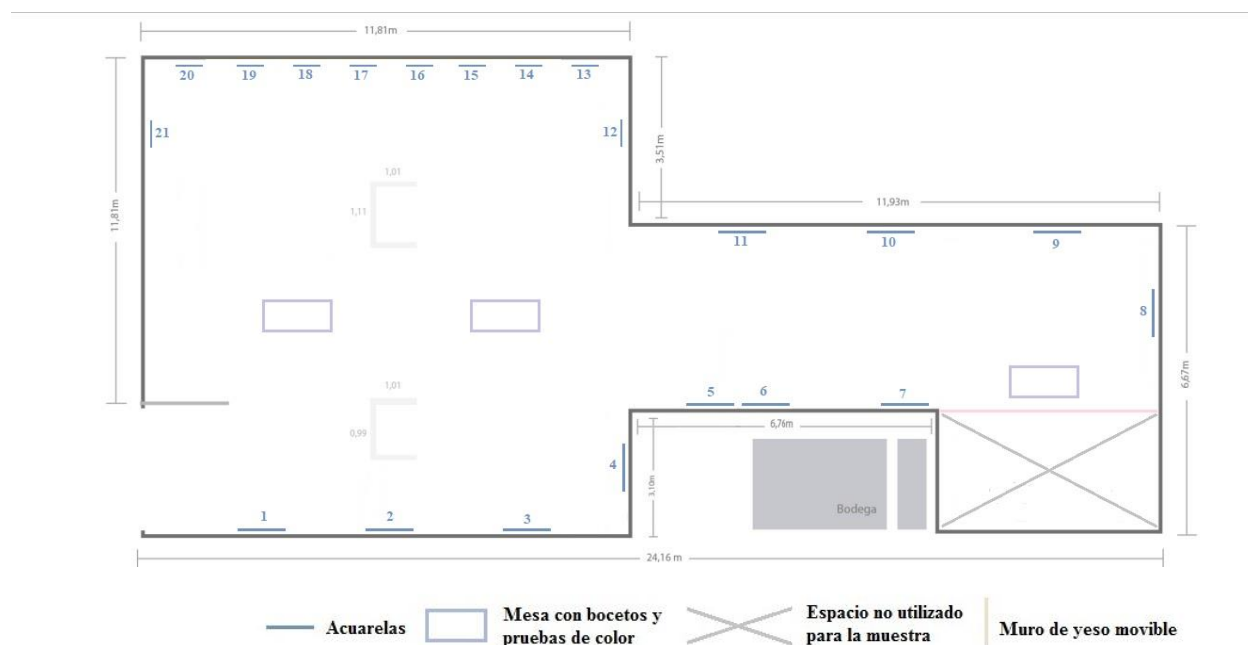 11,81m
20 19 18 17 16 15 14 13
21
12
1,01
3,51m
1,11
11,81m
11,93m
11 10 9
8
1,01
0,99
5 6 7
6,67m
6,76m
4
3,10m
Bodega
1 2 3
24,16 m
Acuarelas
Mesa con bocetos y
pruebas de color
Espacio no utilizado
para la muestra
Muro de yeso movible